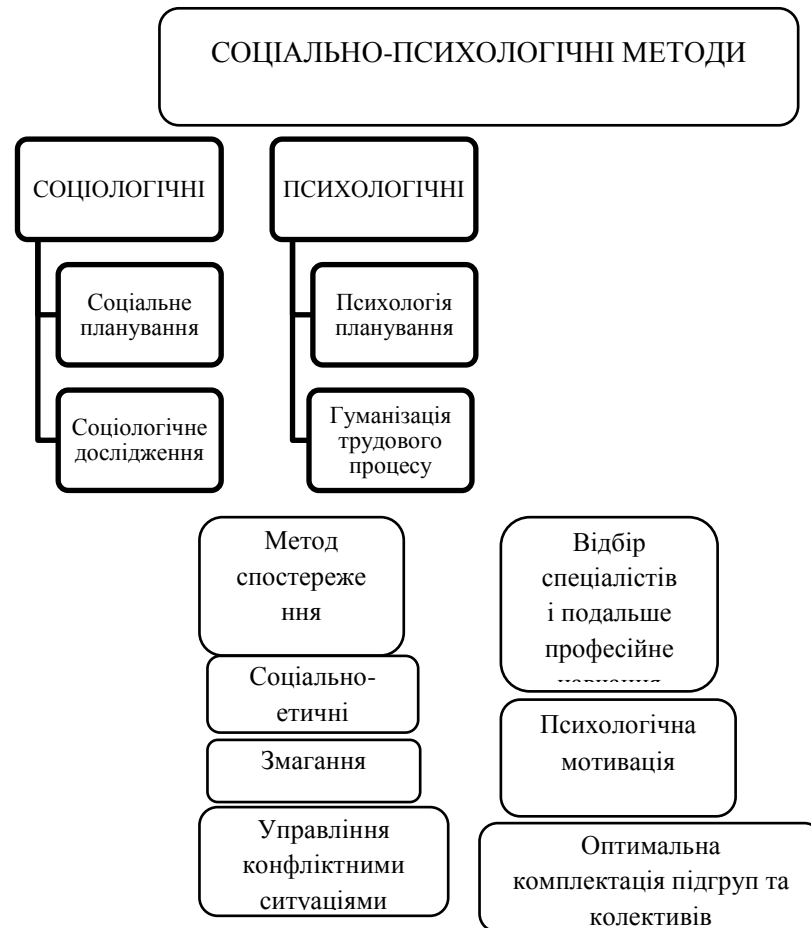 СОЦІАЛЬНО-ПСИХОЛОГІЧНІ МЕТОДИ
СОЦІОЛОГІЧНІ
ПСИХОЛОГІЧНІ
Соціальне
планування
Психологія
планування
Соціологічне
дослідження
Гуманізація
трудового
процесу
Метод
спостереже
ння
Відбір
спеціалістів
і подальше
професійне
Соціально-
етичні
Змагання
Психологічна
мотивація
Управління
конфліктними
ситуаціями
Оптимальна
комплектація підгруп та
колективів